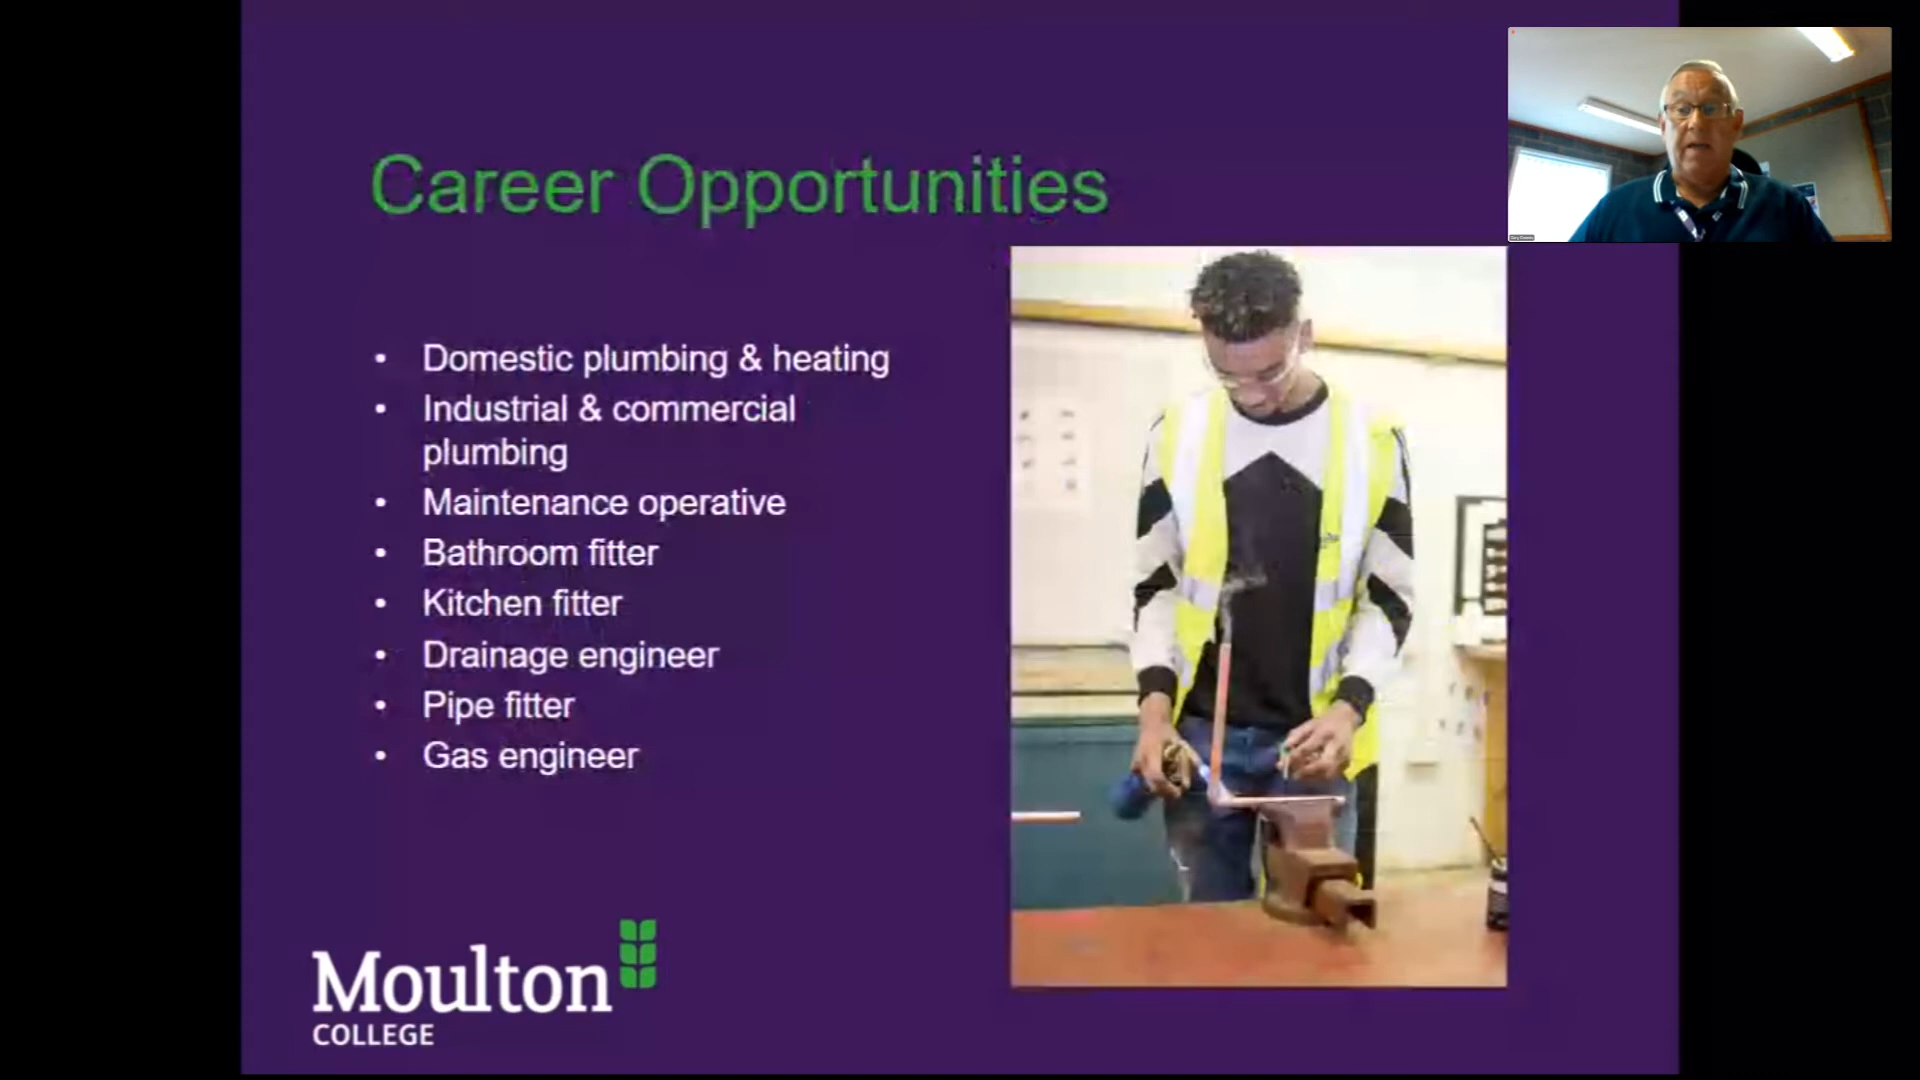 Career Opportunities
• Domestic plumbing & heating
• Industrial & commercial
plumbing
• Maintenance operative
• Bathroom fitter
• Kitchen fitter
• Drainage engineer
• Pipe fitter
• Gas engineer
Moulton
COLLEGE